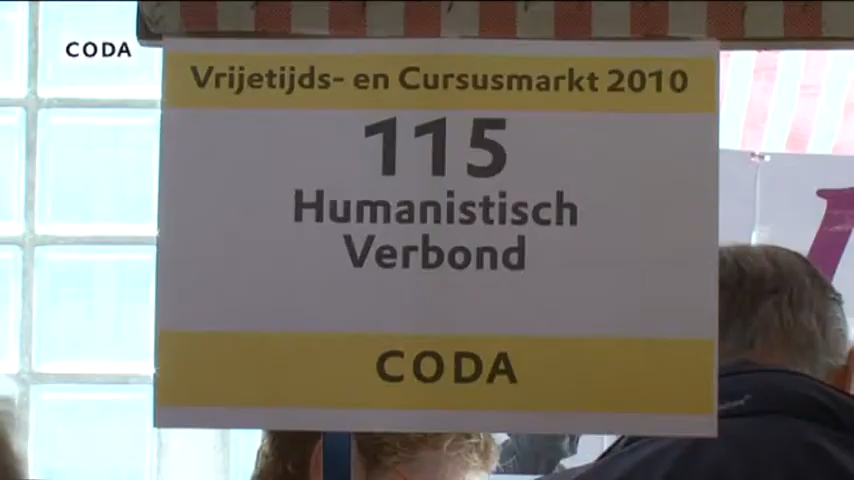 CODA
Vrijetijds- en Cursusmarkt 2010
115
Humanistisch
Verbond
CODA